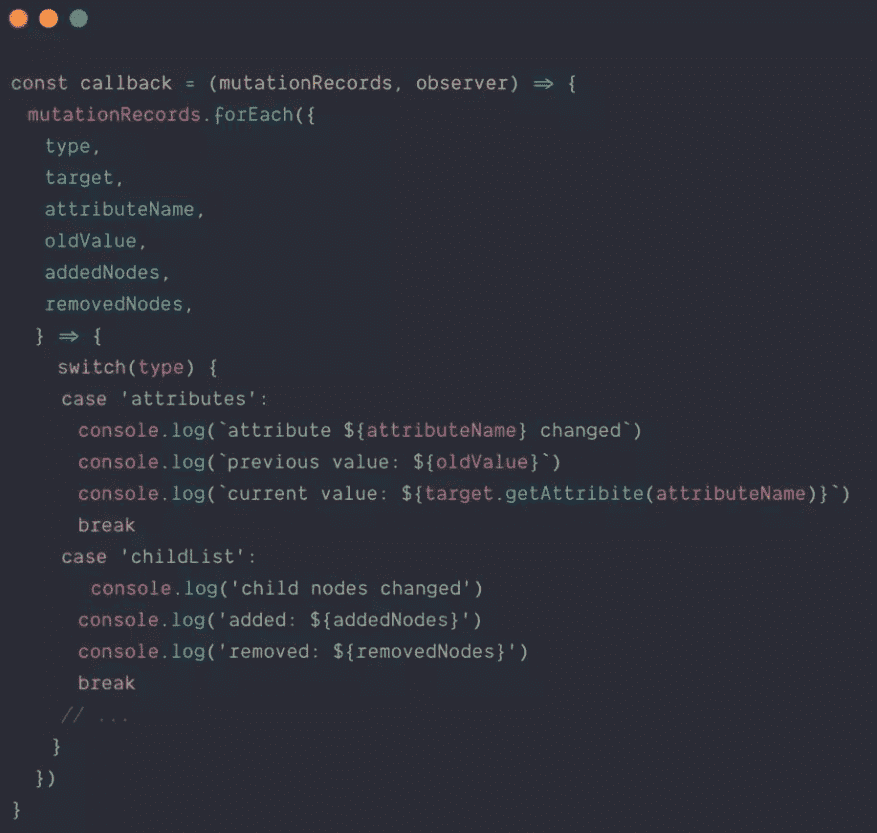 const callback = (mutationRecords, observer) => {
mutationRecords.forEach({
type,
target,
attributeName,
oldValue,
addedNodes,
removedNodes,
} => {
switch(type) {
case 'attributes':
console.log(`attribute ${attributeName} changed`)
console.log(`previous value: ${oldValue}`)
console.log(`current value: ${target.getAttribite(attributeName)}`)
break
case 'childList':
console.log('child nodes changed')
console.log('added: ${addedNodes}')
console.log('removed: ${removedNodes}')
break
// ...
}
})
}